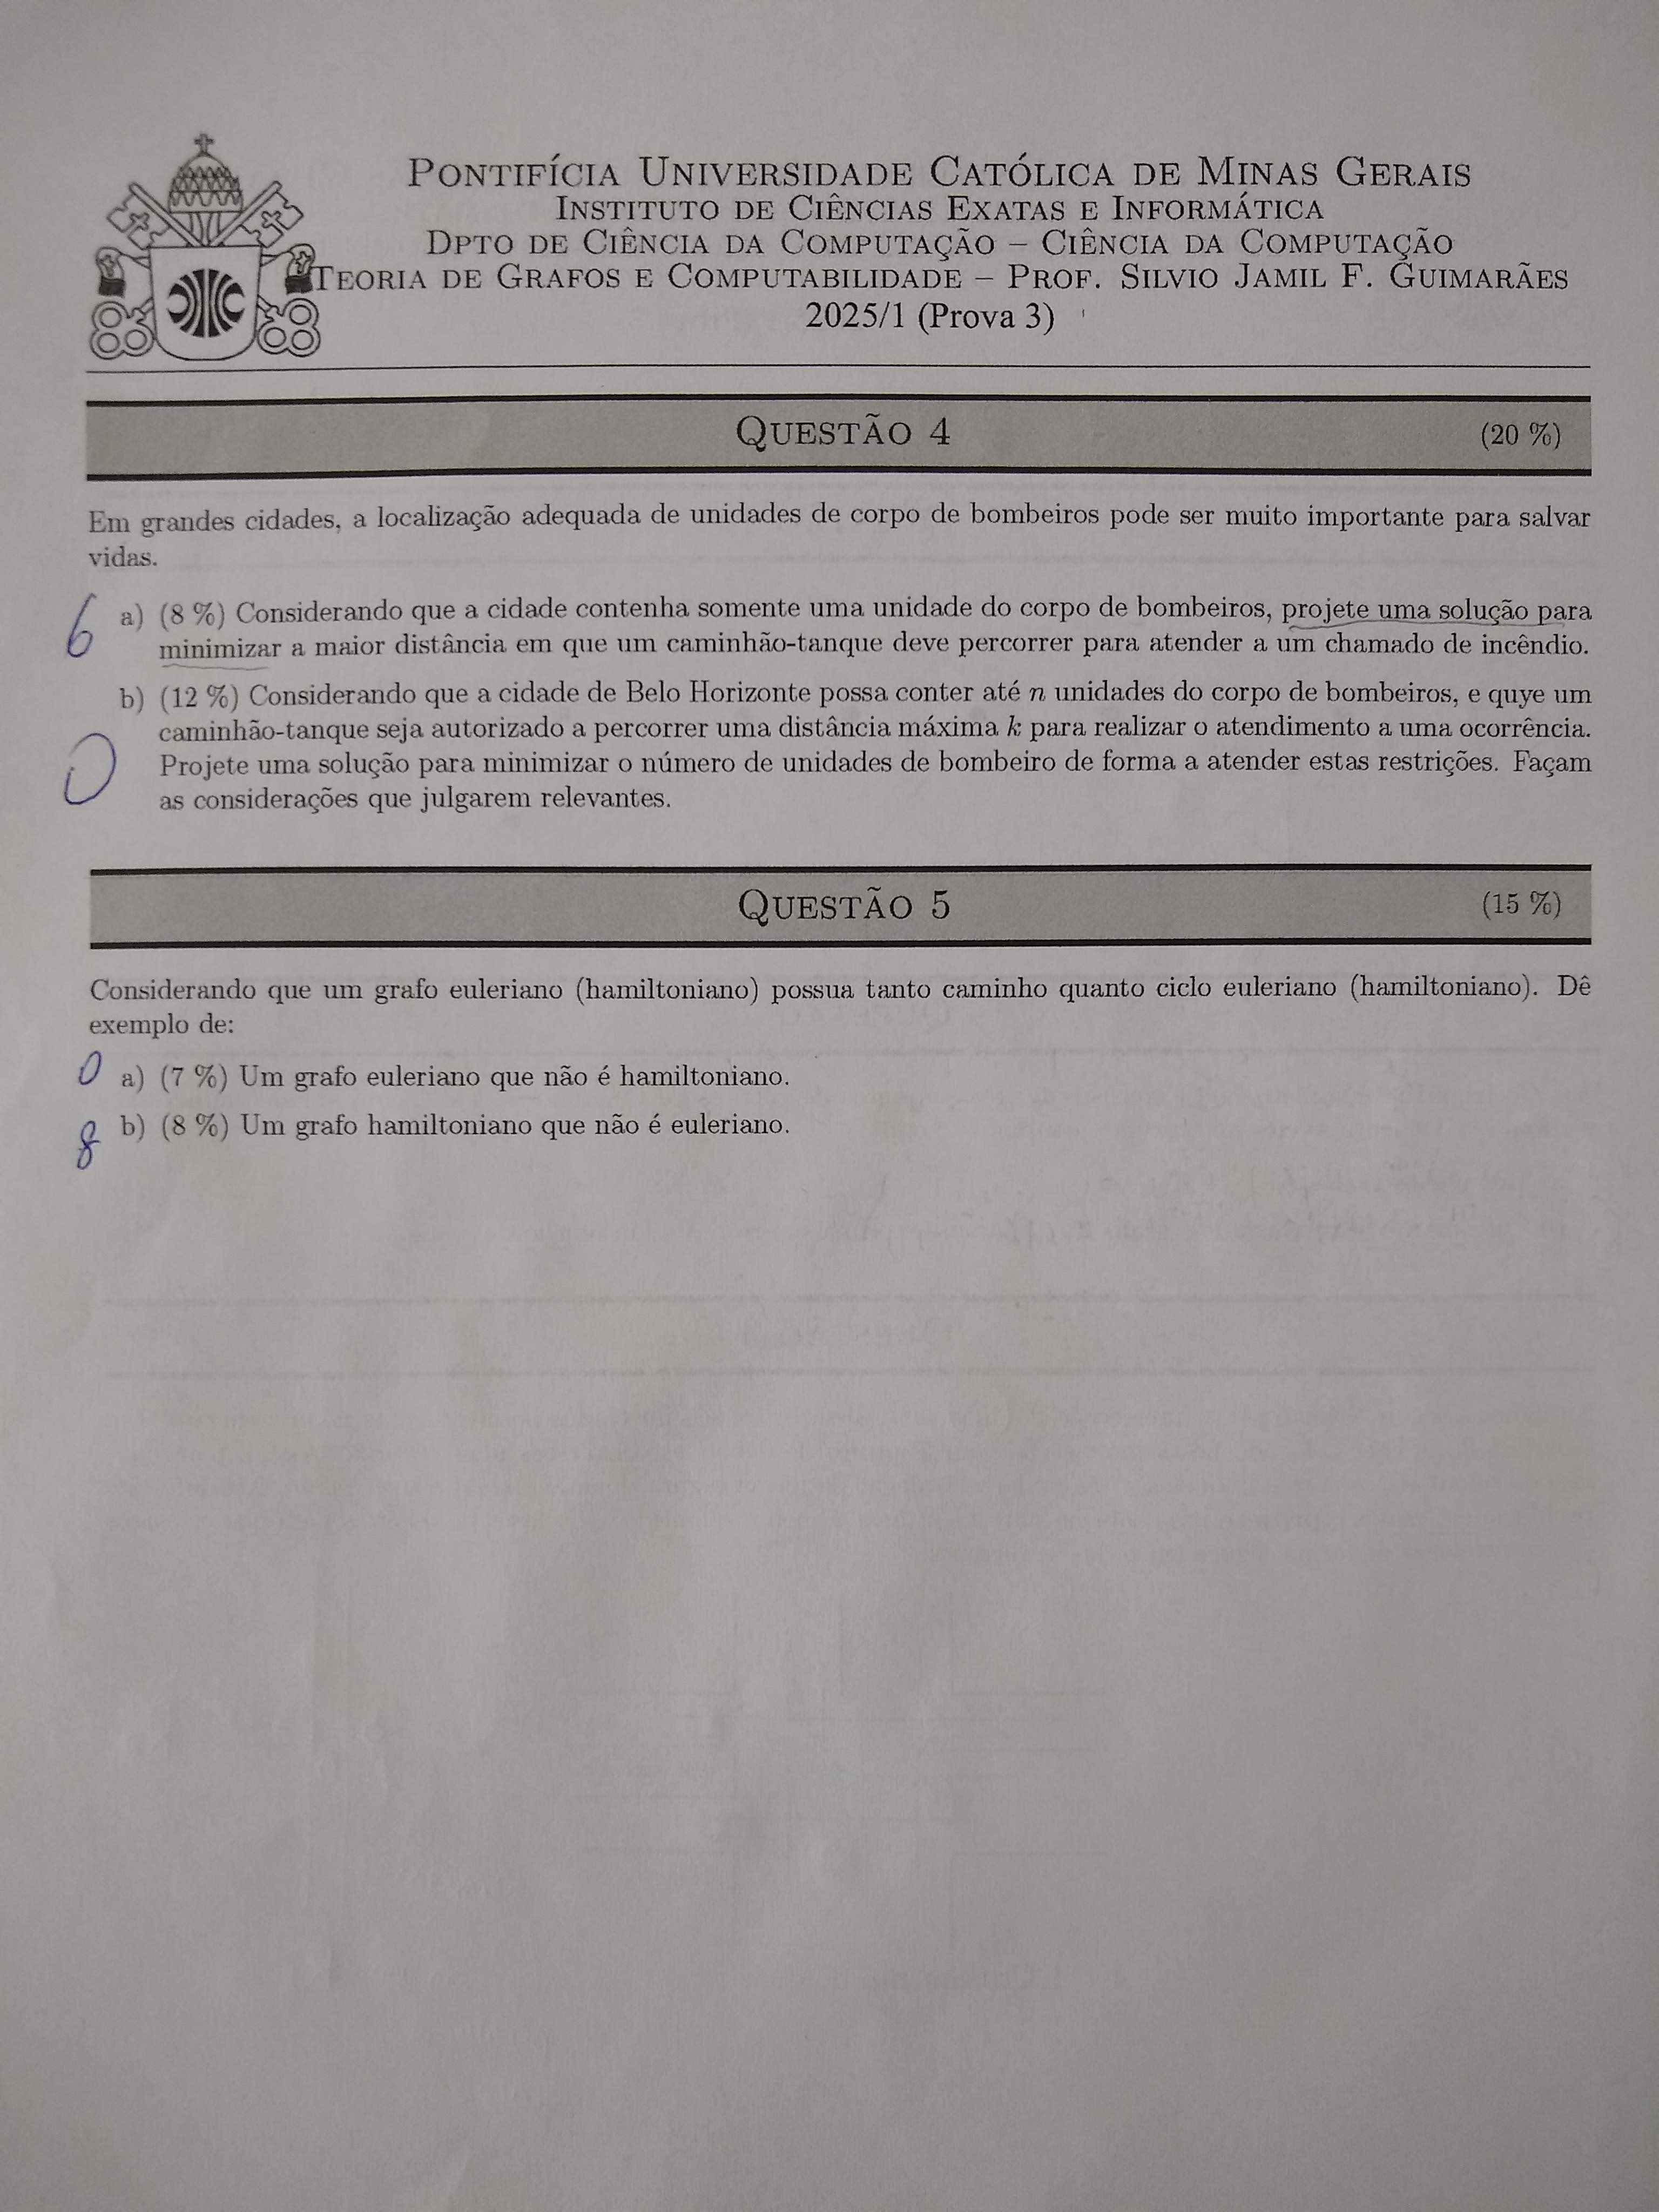 PONTIFÍCIA UNIVERSIDADE CATÓLICA DE MINAS GERAIS
INSTITUTO DE CIÊNCIAS EXATAS E INFORMÁTICA
DPTO DE CIÊNCIA DA COMPUTAÇÃO – CIÊNCIA DA COMPUTAÇÃO
TEORIA DE GRAFOS E COMPUTABILIDADE – PROF. SILVIO JAMIL F. GUIMARÃES
2025/1 (Prova 3)
QUESTÃO 4 (20 %)
Em grandes cidades, a localização adequada de unidades de corpo de bombeiros pode ser muito importante para salvar
vidas.
6 a) (8 %) Considerando que a cidade contenha somente uma unidade do corpo de bombeiros, projete uma solução para
minimizar a maior distância em que um caminhão-tanque deve percorrer para atender a um chamado de incêndio.
b) (12 %) Considerando que a cidade de Belo Horizonte possa conter até n unidades do corpo de bombeiros, e quye um
caminhão-tanque seja autorizado a percorrer uma distância máxima k para realizar o atendimento a uma ocorrência.
0 Projete uma solução para minimizar o número de unidades de bombeiro de forma a atender estas restrições. Façam
as considerações que julgarem relevantes.
QUESTÃO 5 (15 %)
Considerando que um grafo euleriano (hamiltoniano) possua tanto caminho quanto ciclo euleriano (hamiltoniano). Dê
exemplo de:
0 a) (7 %) Um grafo euleriano que não é hamiltoniano.
8 b) (8 %) Um grafo hamiltoniano que não é euleriano.